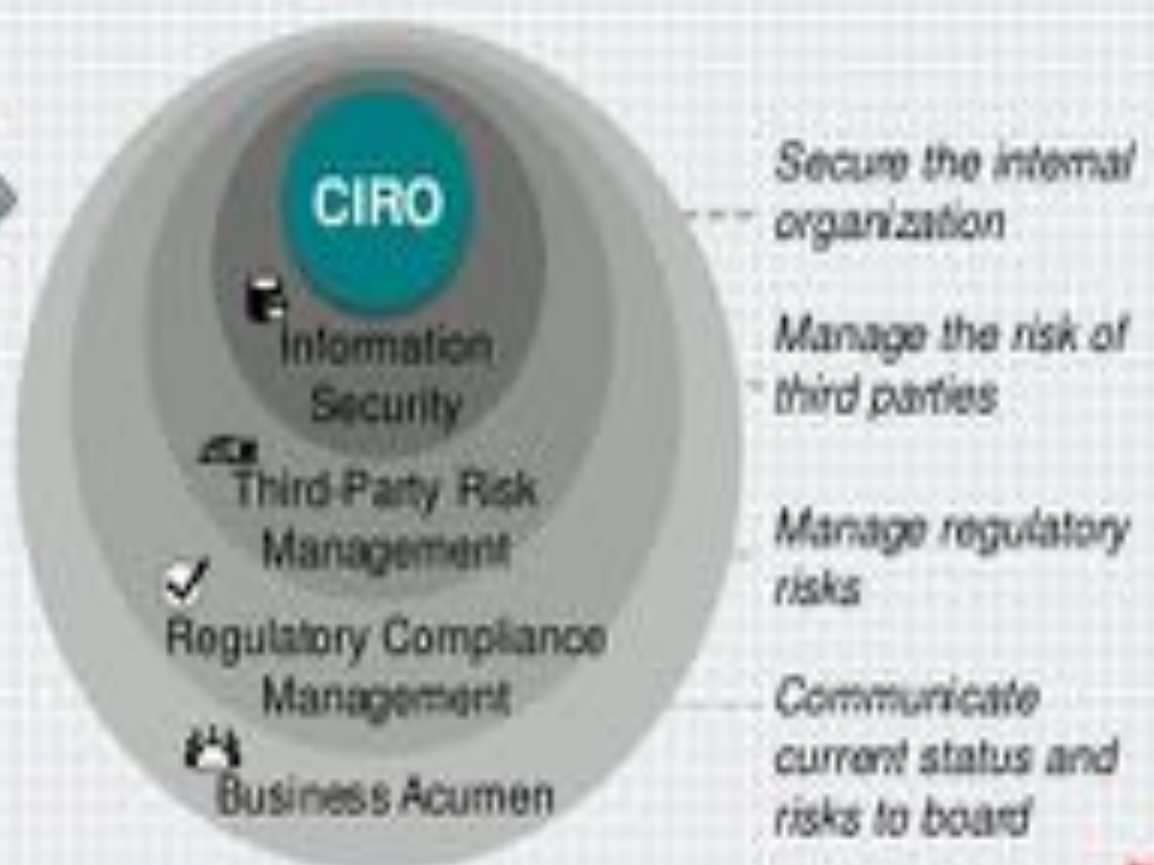 CIRO
Information
Security
Third-Party Risk
Management
Regulatory Compliance
Management
Business Acumen
Secure the internal
organization
Manage the risk of
third parties
Manage regulatory
risks
Communicate
current status and
risks to board